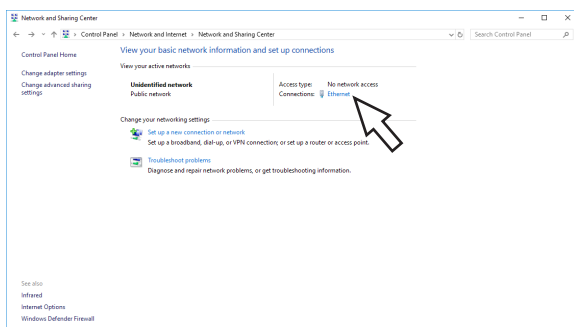 Network and Sharing Center
Control Panel › Network and Internet › Network and Sharing Center
Search Control Panel
Control Panel Home
Change adapter settings
Change advanced sharing
settings
View your basic network information and set up connections
View your active networks
Unidentified network
Public network
Access type: No network access
Connections: Ethernet
Change your networking settings
Set up a new connection or network
Set up a broadband, dial-up, or VPN connection; or set up a router or access point.
Troubleshoot problems
Diagnose and repair network problems, or get troubleshooting information.
See also
Infrared
Internet Options
Windows Defender Firewall